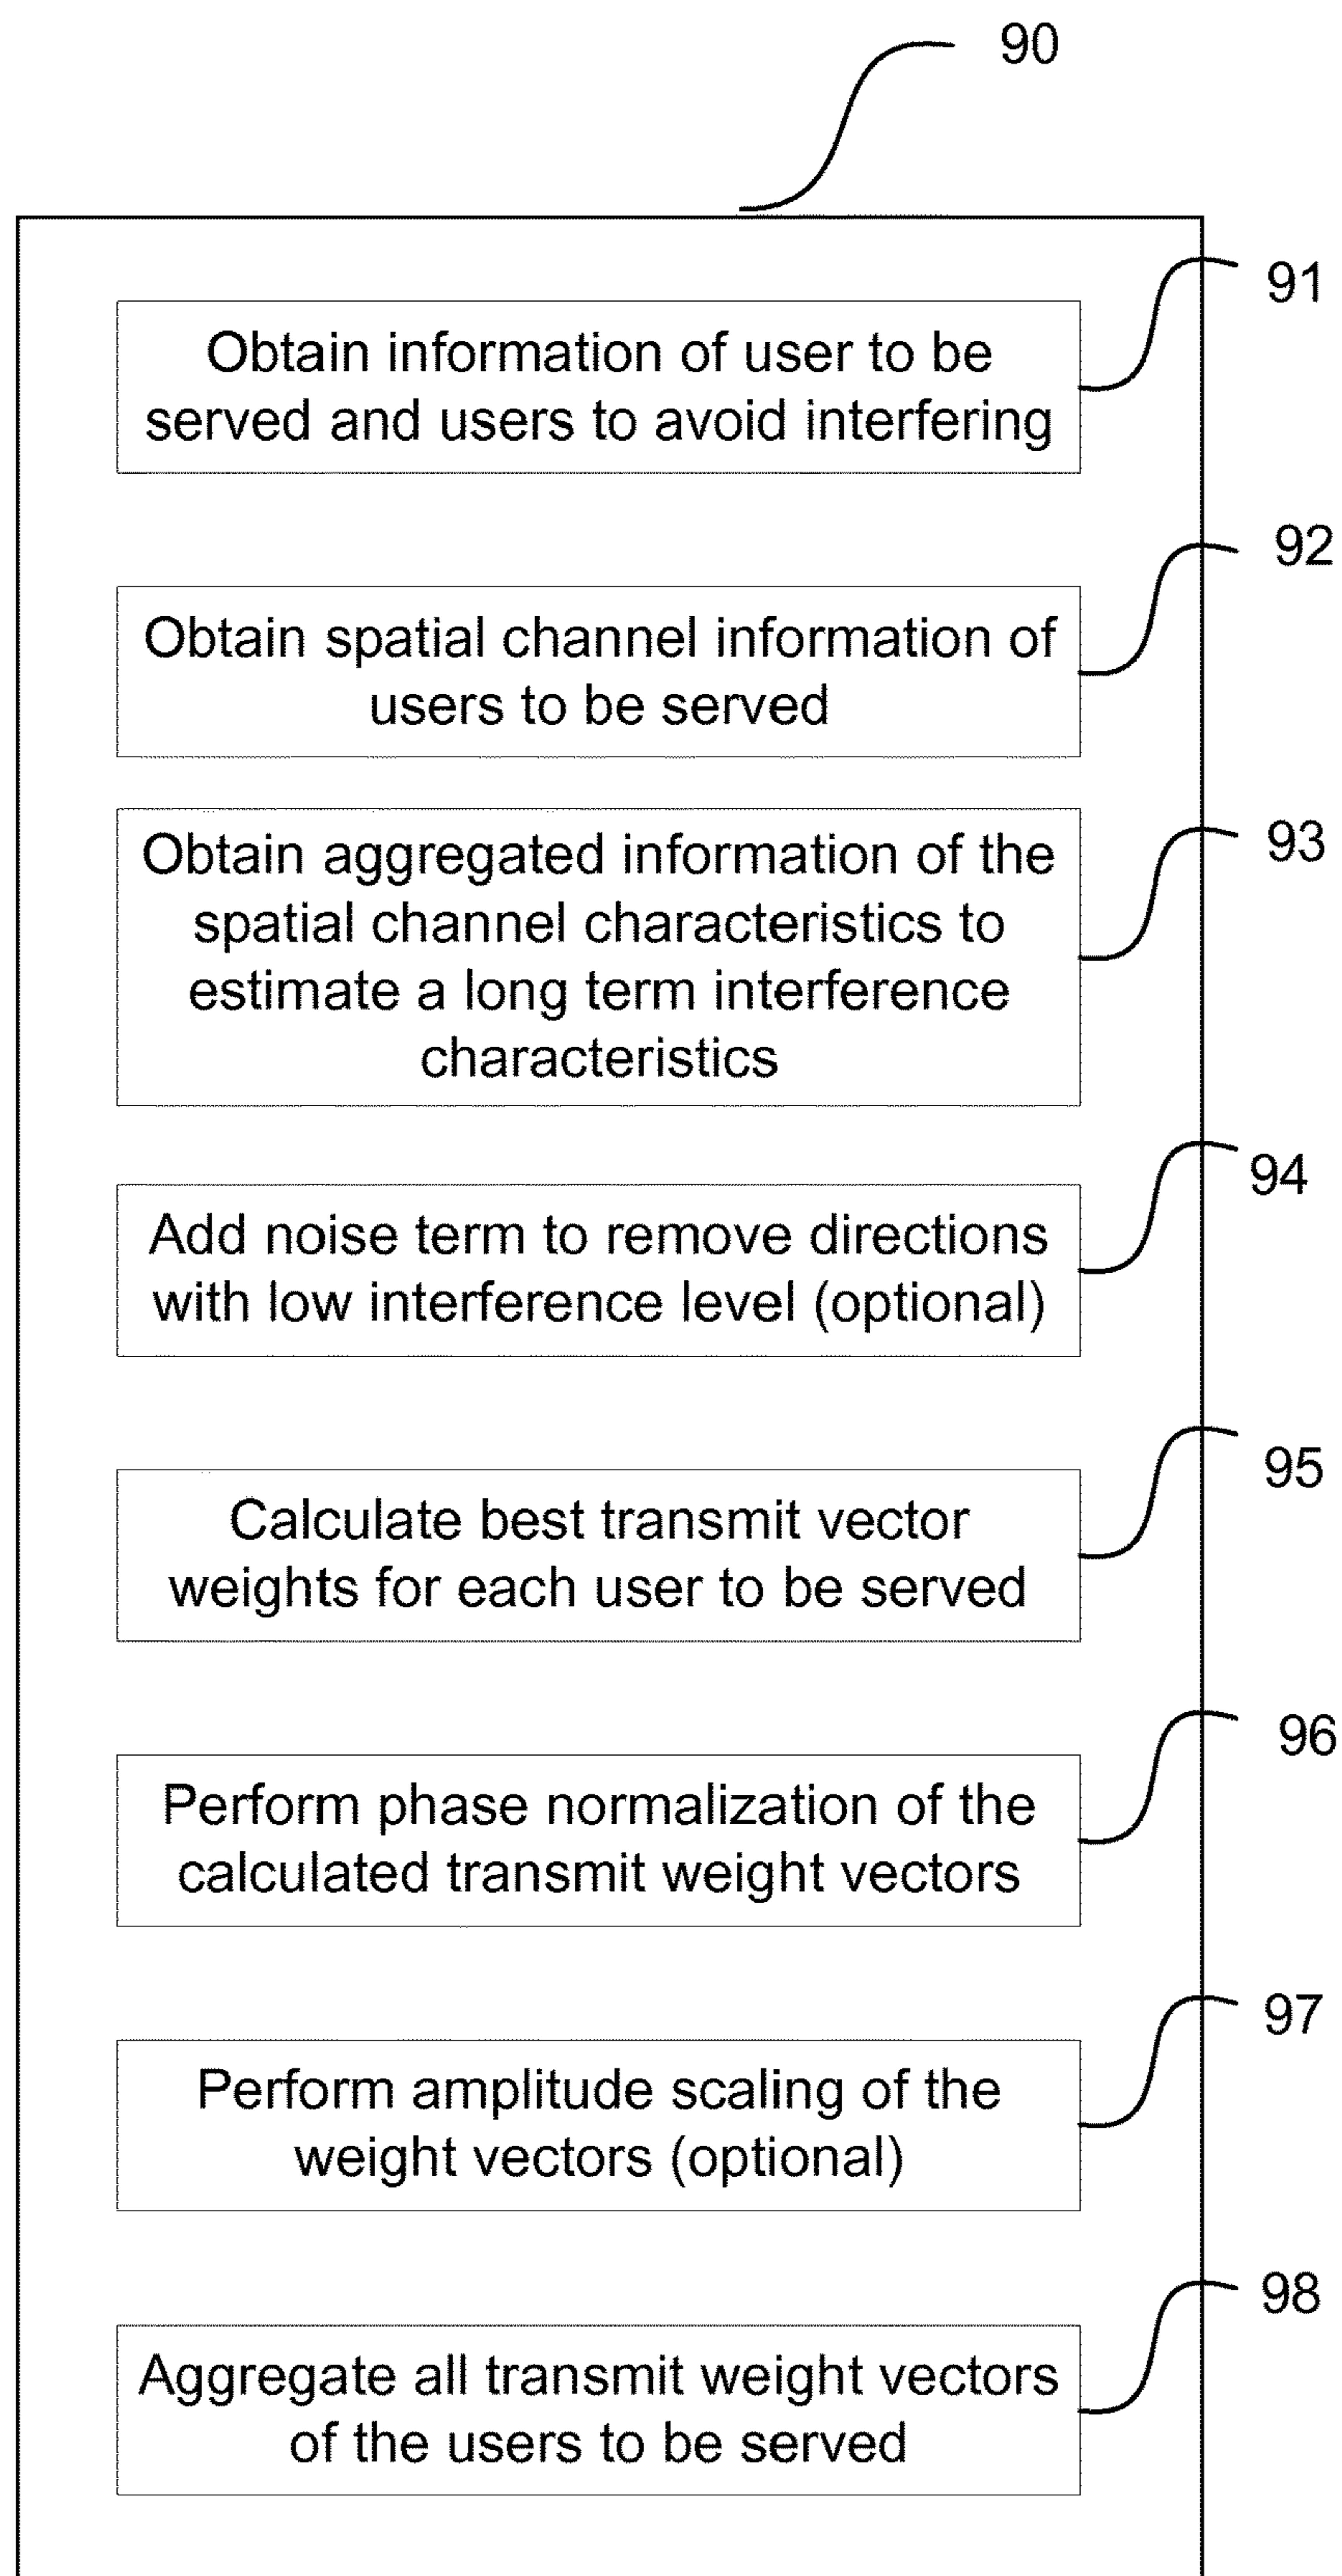 90
91
Obtain information of user to be
served and users to avoid interfering
92
Obtain spatial channel information of
users to be served
93
Obtain aggregated information of the
spatial channel characteristics to
estimate a long term interference
characteristics
94
Add noise term to remove directions
with low interference level (optional)
95
Calculate best transmit vector
weights for each user to be served
96
Perform phase normalization of the
calculated transmit weight vectors
97
Perform amplitude scaling of the
weight vectors (optional)
98
Aggregate all transmit weight vectors
of the users to be served